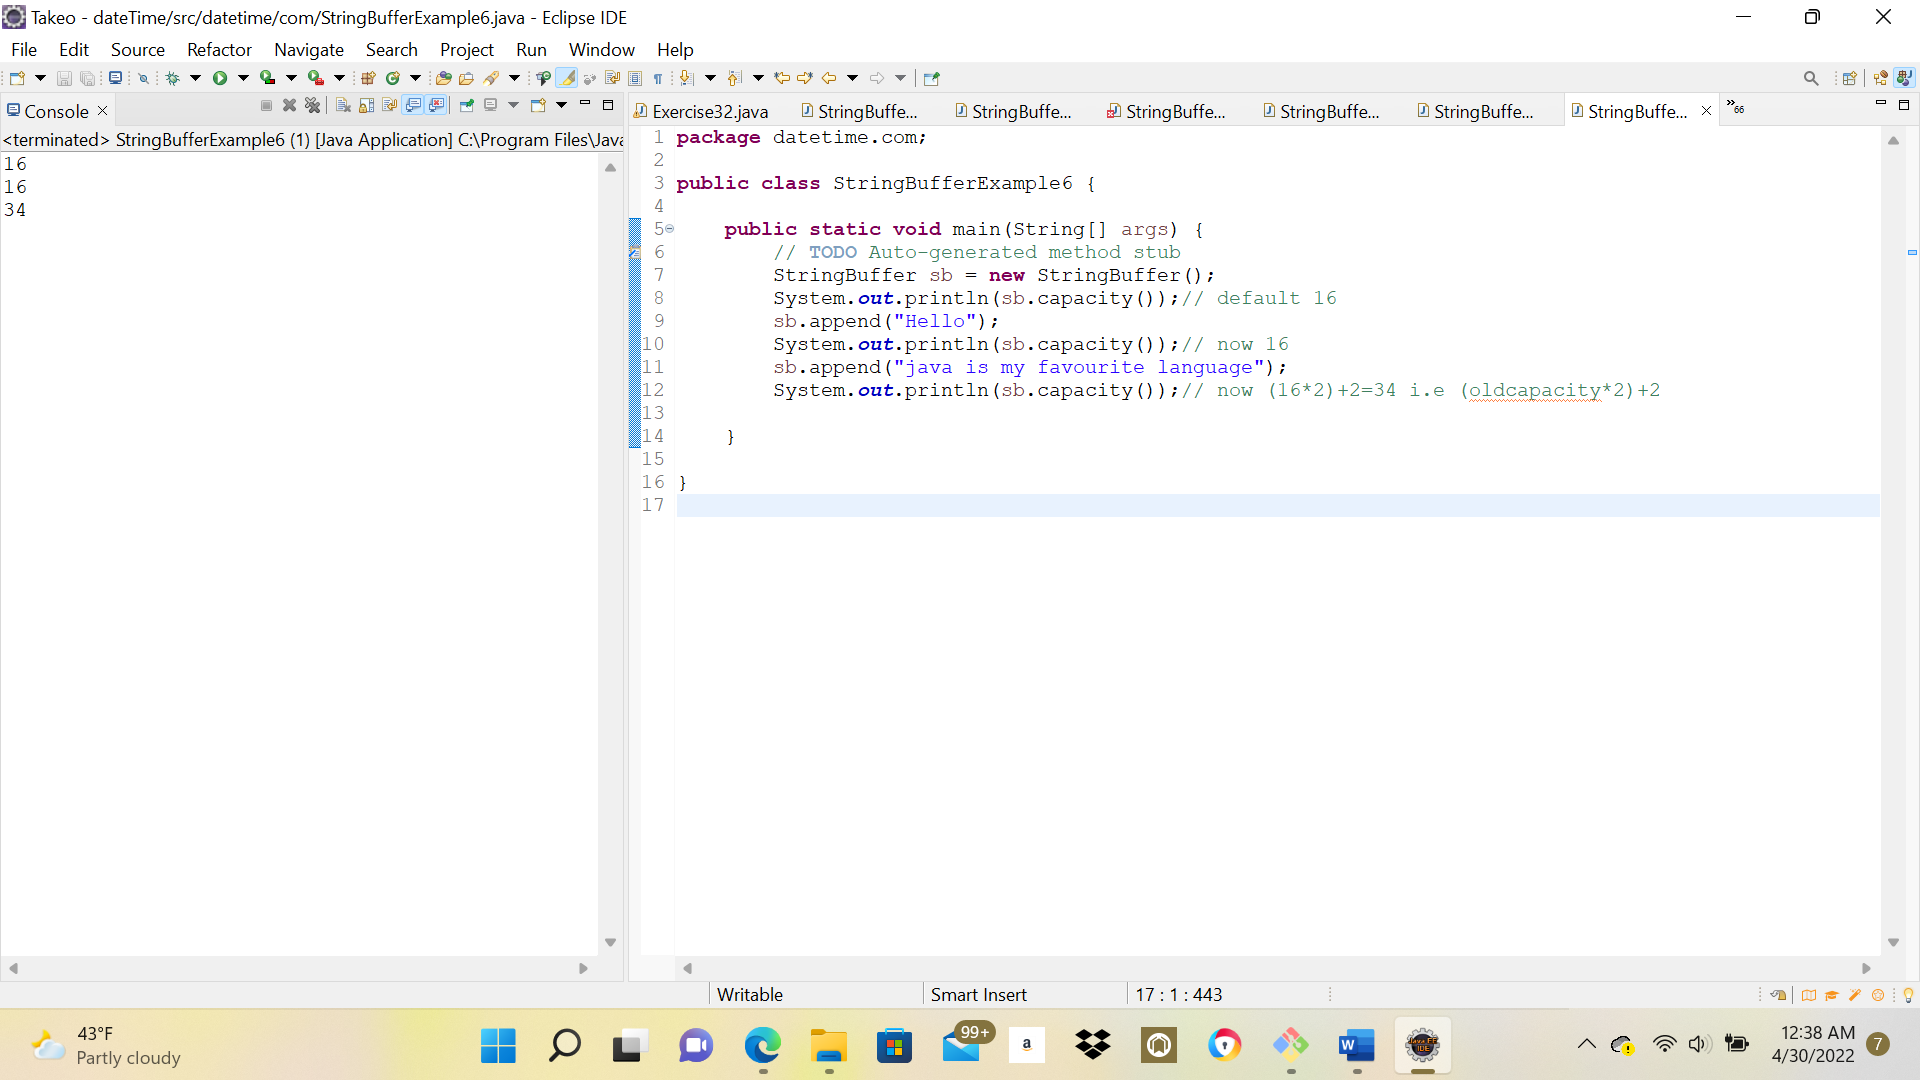 Takeo - dateTime/src/datetime/com/StringBufferExample6.java - Eclipse IDE
File Edit Source Refactor Navigate Search Project Run Window Help
Console
<terminated> StringBufferExample6 (1) [Java Application] C:\Program Files\Java
16
16
34
Exercise32.java StringBuffe... StringBuffe... StringBuffe... StringBuffe... StringBuffe... StringBuffe... »66
1 package datetime.com;
2
3 public class StringBufferExample6 {
4
5 public static void main(String[] args) {
6 // TODO Auto-generated method stub
7 StringBuffer sb = new StringBuffer();
8 System.out.println(sb.capacity());// default 16
9 sb.append("Hello");
10 System.out.println(sb.capacity());// now 16
11 sb.append("java is my favourite language");
12 System.out.println(sb.capacity());// now (16*2)+2=34 i.e (oldcapacity*2)+2
13
14 }
15
16 }
17
Writable Smart Insert 17 : 1 : 443
43°F
Partly cloudy
99+
a
W
Java EE
IDE
12:38 AM
4/30/2022
7